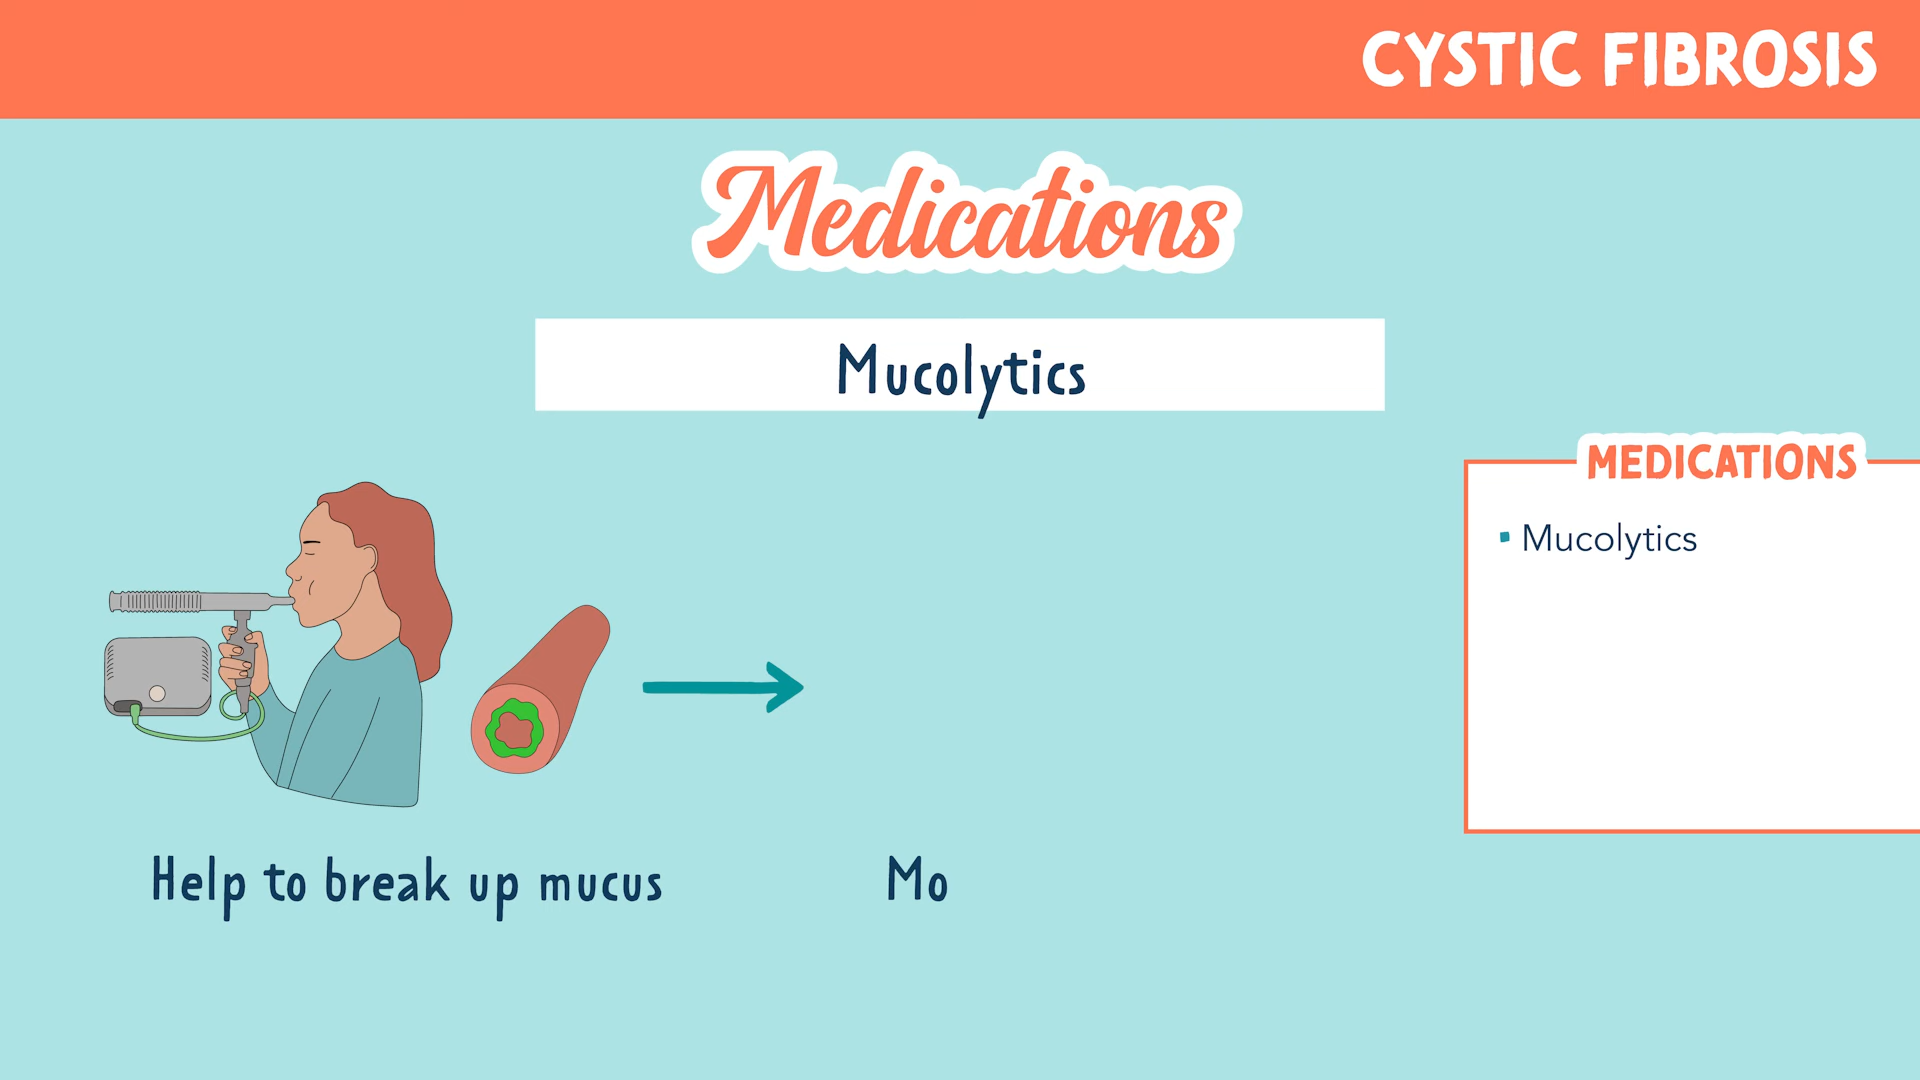 CYSTIC FIBROSIS
Medications
Mucolytics
MEDICATIONS
Mucolytics
Help to break up mucus
Mo